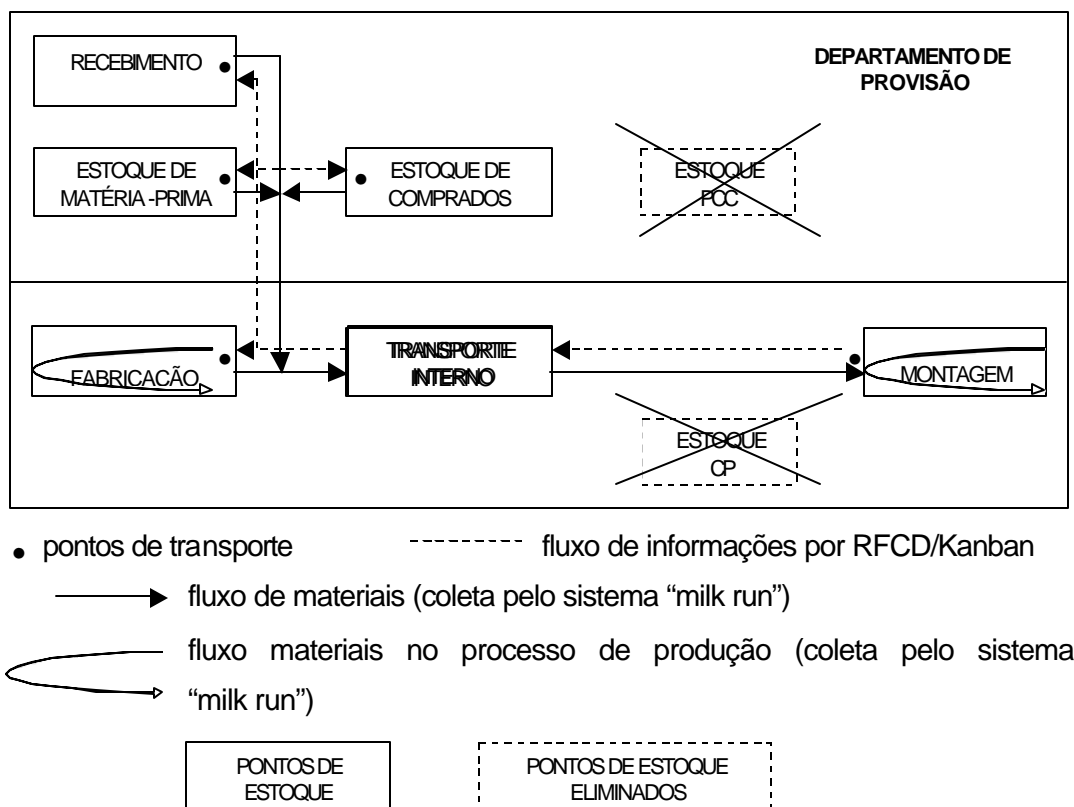 RECEBIMENTO
DEPARTAMENTO DE
PROVISÃO
ESTOQUE DE
MATÉRIA -PRIMA
ESTOQUE DE
COMPRADOS
ESTOQUE
PCC
FABRICACÃO
TRANSPORTE
INTERNO
MONTAGEM
ESTOQUE
CP
pontos de transporte
fluxo de informações por RFCD/Kanban
fluxo de materiais (coleta pelo sistema “milk run”)
fluxo materiais no processo de produção (coleta pelo sistema
“milk run”)
PONTOS DE
ESTOQUE
PONTOS DE ESTOQUE
ELIMINADOS